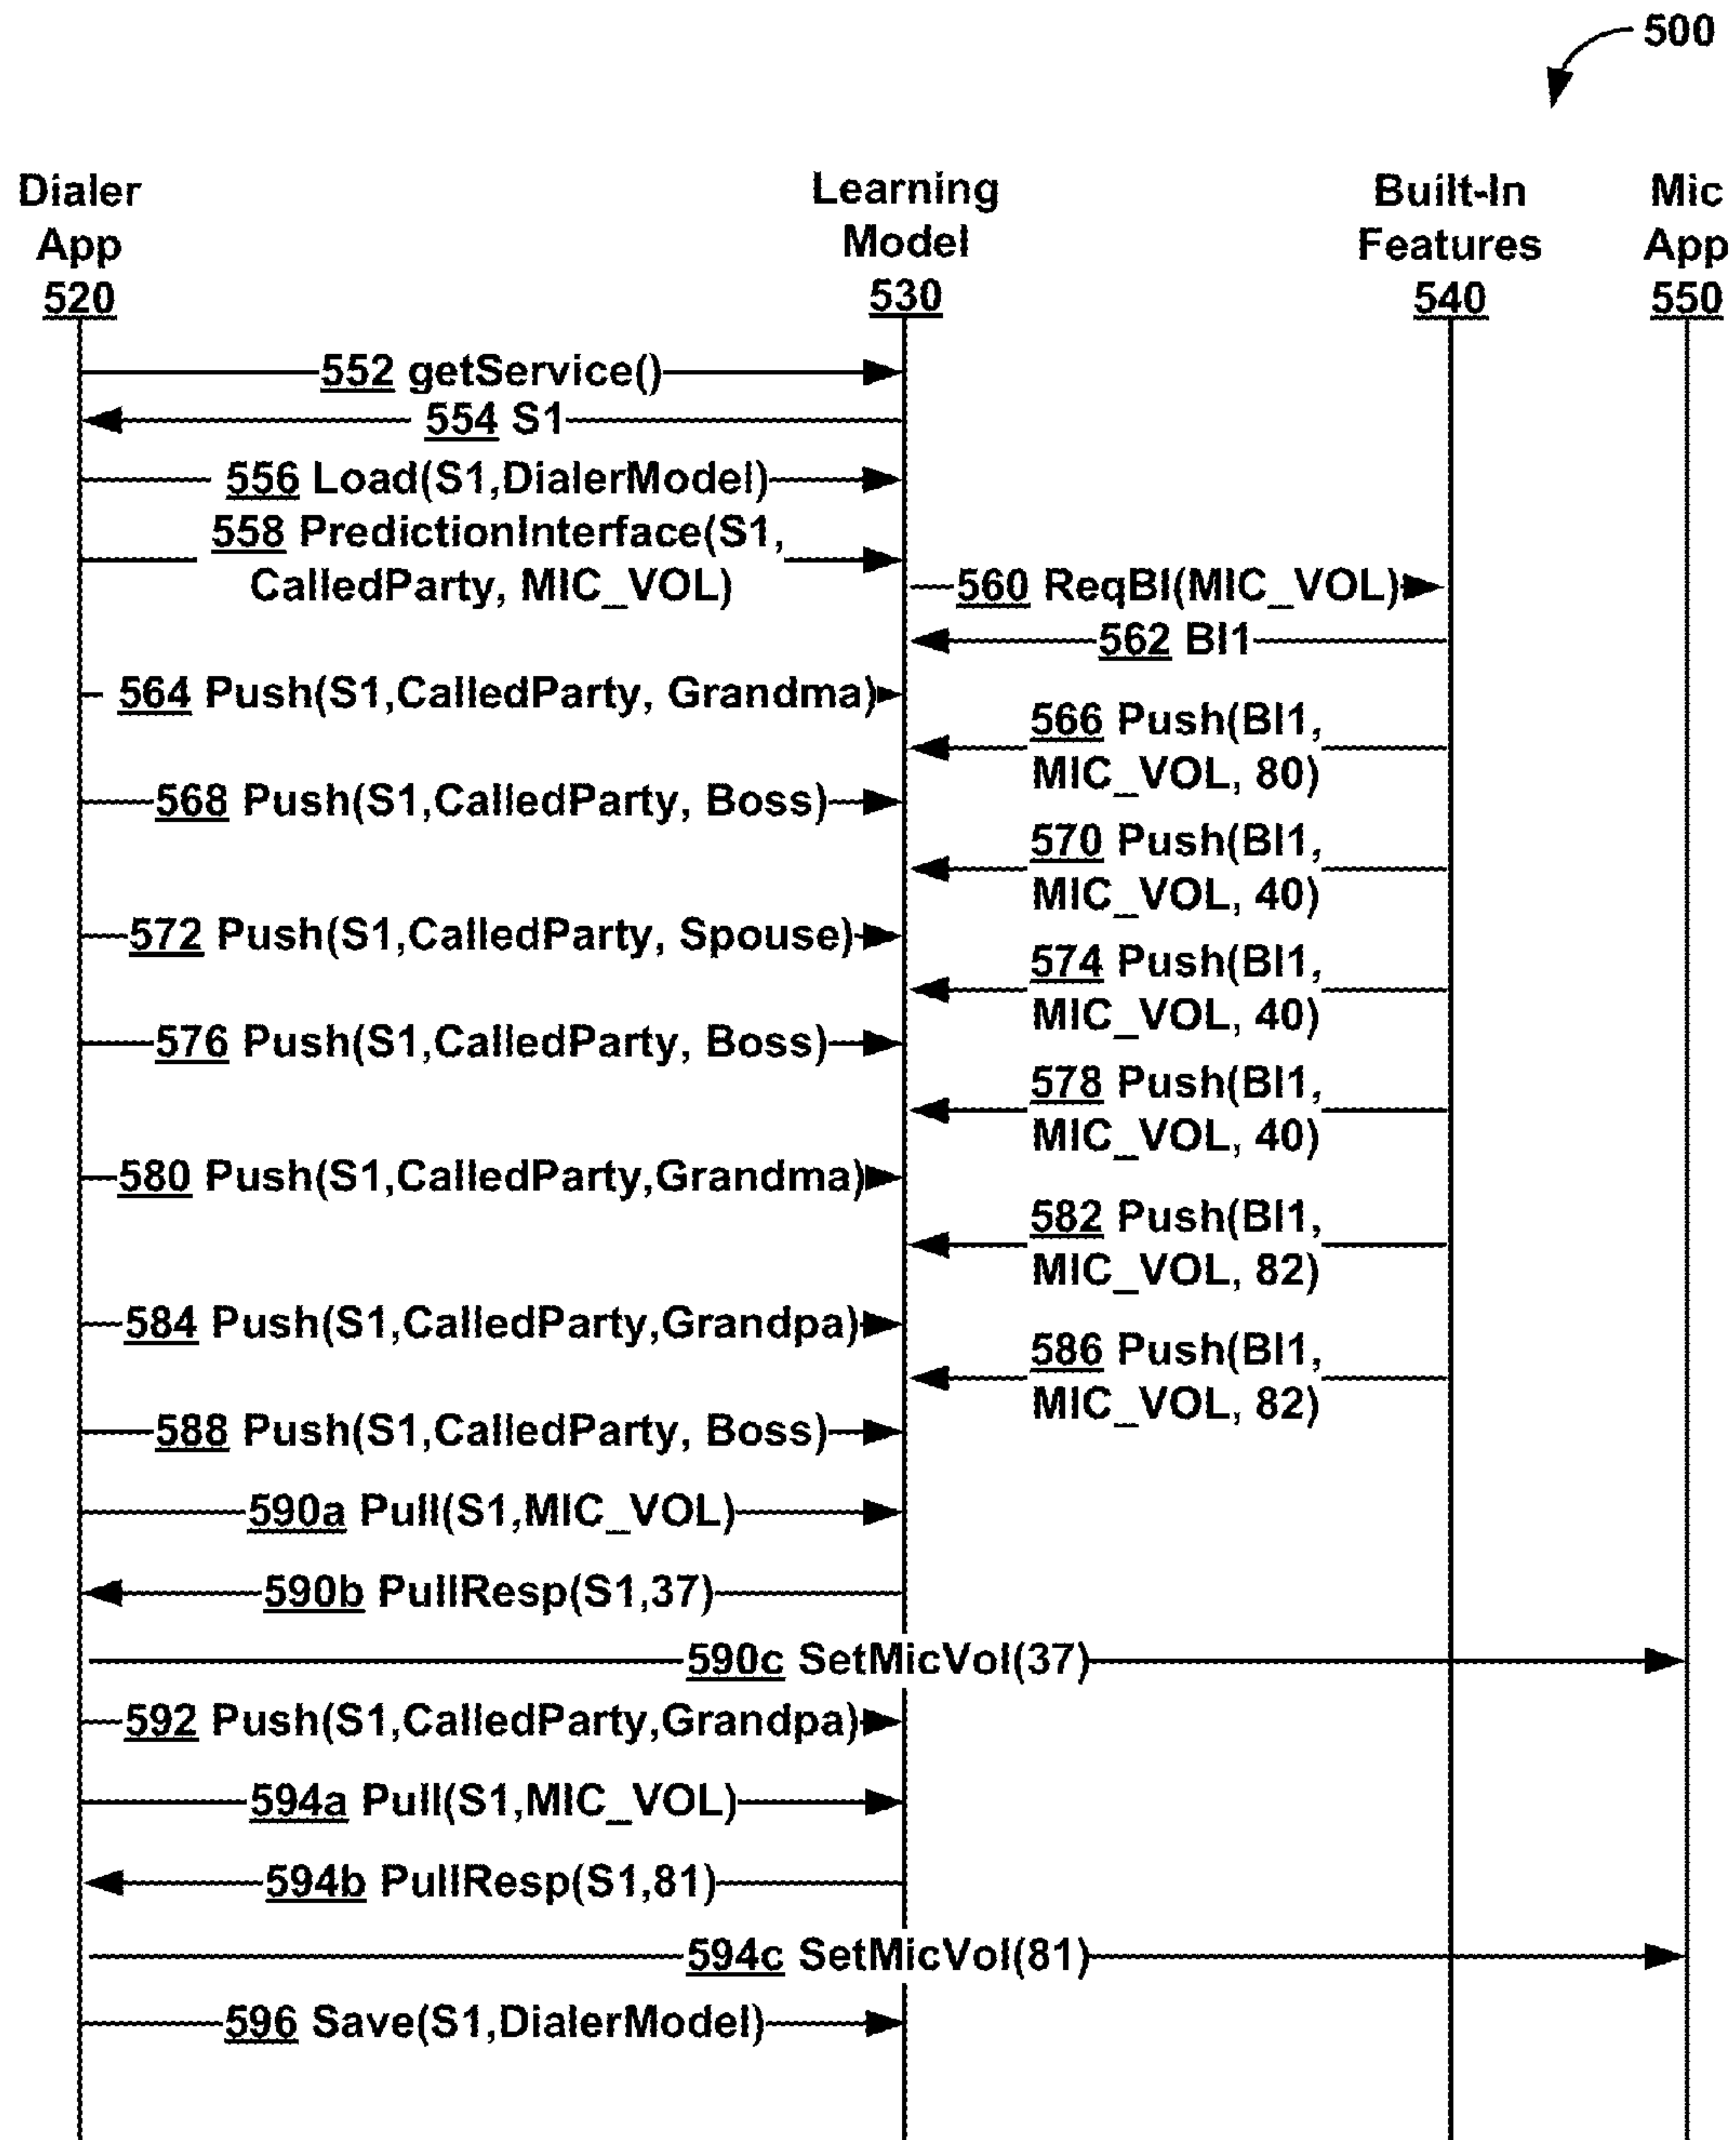 500
Dialer
App
520
Learning
Model
530
Built-In
Features
540
Mic
App
550
552 getService()
554 S1
556 Load(S1,DialerModel)
558 PredictionInterface(S1,
CalledParty, MIC_VOL)
560 ReqBI(MIC_VOL)
562 BI1
564 Push(S1,CalledParty, Grandma)
566 Push(BI1,
MIC_VOL, 80)
568 Push(S1,CalledParty, Boss)
570 Push(BI1,
MIC_VOL, 40)
572 Push(S1,CalledParty, Spouse)
574 Push(BI1,
MIC_VOL, 40)
576 Push(S1,CalledParty, Boss)
578 Push(BI1,
MIC_VOL, 40)
580 Push(S1,CalledParty,Grandma)
582 Push(BI1,
MIC_VOL, 82)
584 Push(S1,CalledParty,Grandpa)
586 Push(BI1,
MIC_VOL, 82)
588 Push(S1,CalledParty, Boss)
590a Pull(S1,MIC_VOL)
590b PullResp(S1,37)
590c SetMicVol(37)
592 Push(S1,CalledParty,Grandpa)
594a Pull(S1,MIC_VOL)
594b PullResp(S1,81)
594c SetMicVol(81)
596 Save(S1,DialerModel)